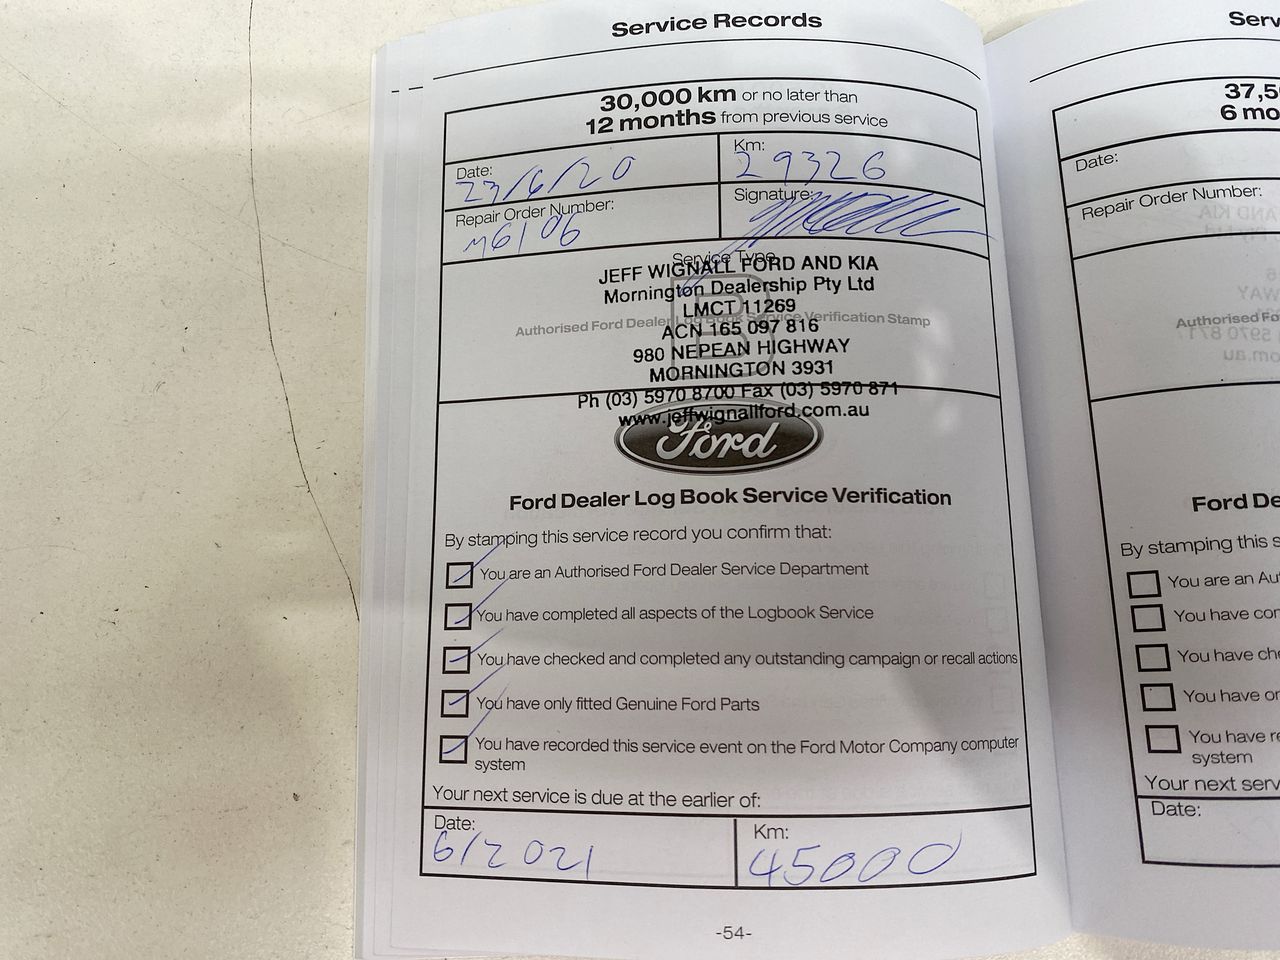 Service Records
30,000 km or no later than
12 months from previous service
Date:
23/6/20
Km:
29326
Repair Order Number:
M6106
Signature:
Service Type
B
JEFF WIGNALL FORD AND KIA
Mornington Dealership Pty Ltd
LMCT 11269
Authorised Ford Dealer Log Book Service Verification Stamp
ACN 165 097 816
980 NEPEAN HIGHWAY
MORNINGTON 3931
Ph (03) 5970 8700 Fax (03) 5970 871
www.jeffwignallford.com.au
Ford
Ford Dealer Log Book Service Verification
By stamping this service record you confirm that:
You are an Authorised Ford Dealer Service Department
You have completed all aspects of the Logbook Service
You have checked and completed any outstanding campaign or recall actions
You have only fitted Genuine Ford Parts
You have recorded this service event on the Ford Motor Company computer
system
Your next service is due at the earlier of:
Date:
6/2021
Km:
45000
-54-
Serv
37,5
6 mo
Date:
Repair Order Number:
Authorised Fo
Ford De
By stamping this s
You are an Au
You have cor
You have che
You have or
You have re
system
Your next serv
Date: